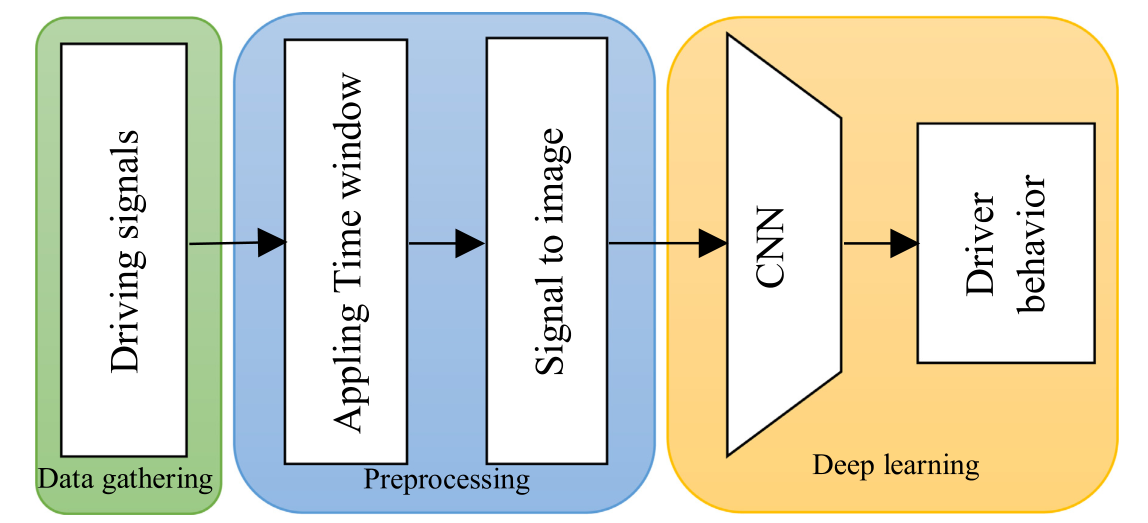 Driving signals
Data gathering
Appling Time window
Signal to image
Preprocessing
CNN
Driver
behavior
Deep learning